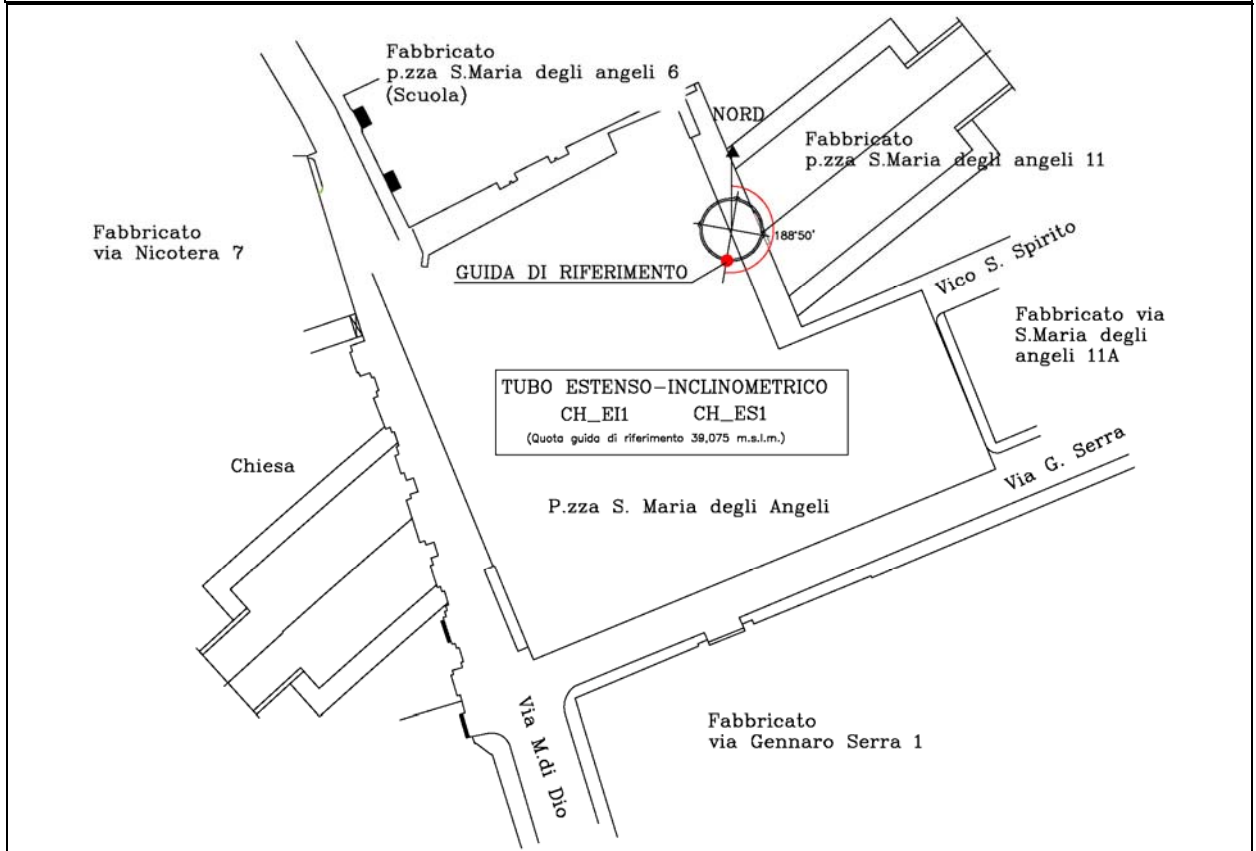 Fabbricato
p.zza S.Maria degli angeli 6
(Scuola)
NORD
Fabbricato
p.zza S.Maria degli angeli 11
Fabbricato
via Nicotera 7
188°50'
GUIDA DI RIFERIMENTO
Vico S. Spirito
Fabbricato via
S.Maria degli
angeli 11A
TUBO ESTENSO-INCLINOMETRICO
CH_EI1 CH_ES1
(Quota guida di riferimento 39,075 m.s.l.m.)
Chiesa
Via G. Serra
P.zza S. Maria degli Angeli
Via M.di Dio
Fabbricato
via Gennaro Serra 1